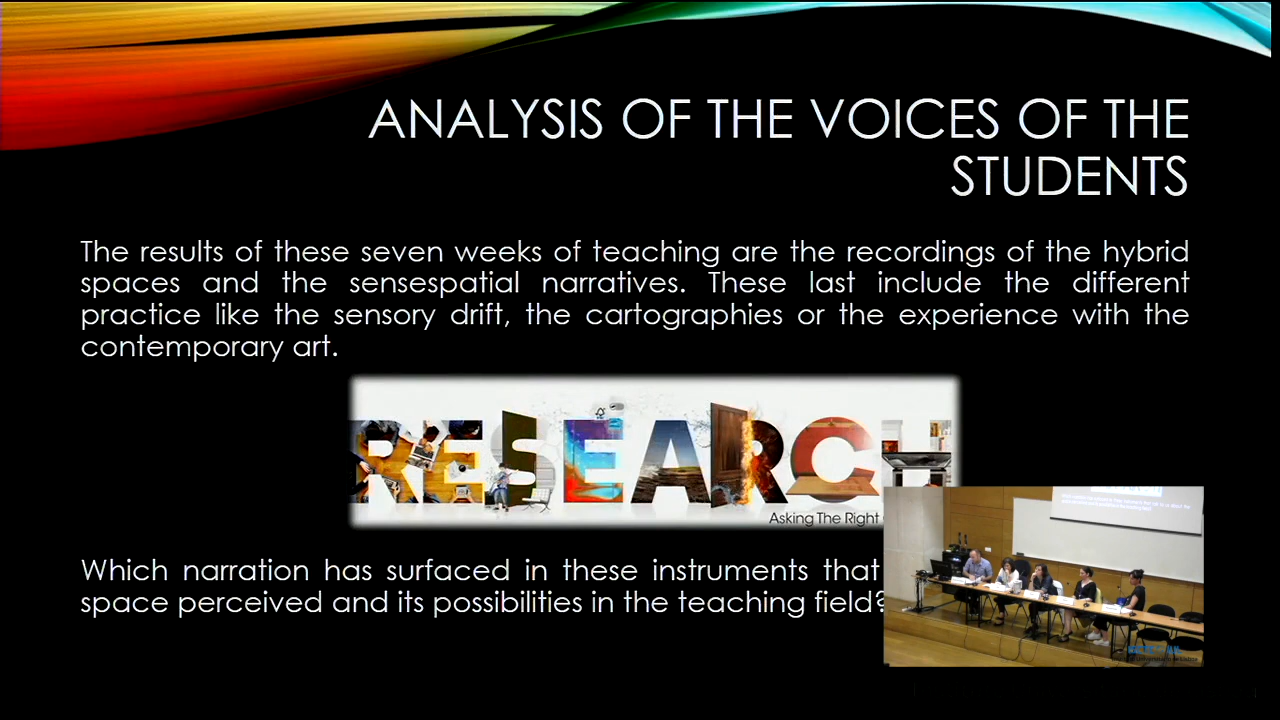 ANALYSIS OF THE VOICES OF THE
STUDENTS
The results of these seven weeks of teaching are the recordings of the hybrid
spaces and the sensespatial narratives. These last include the different
practice like the sensory drift, the cartographies or the experience with the
contemporary art.
RESEARCH
Asking The Right
Which narration has surfaced in these instruments that
space perceived and its possibilities in the teaching field?